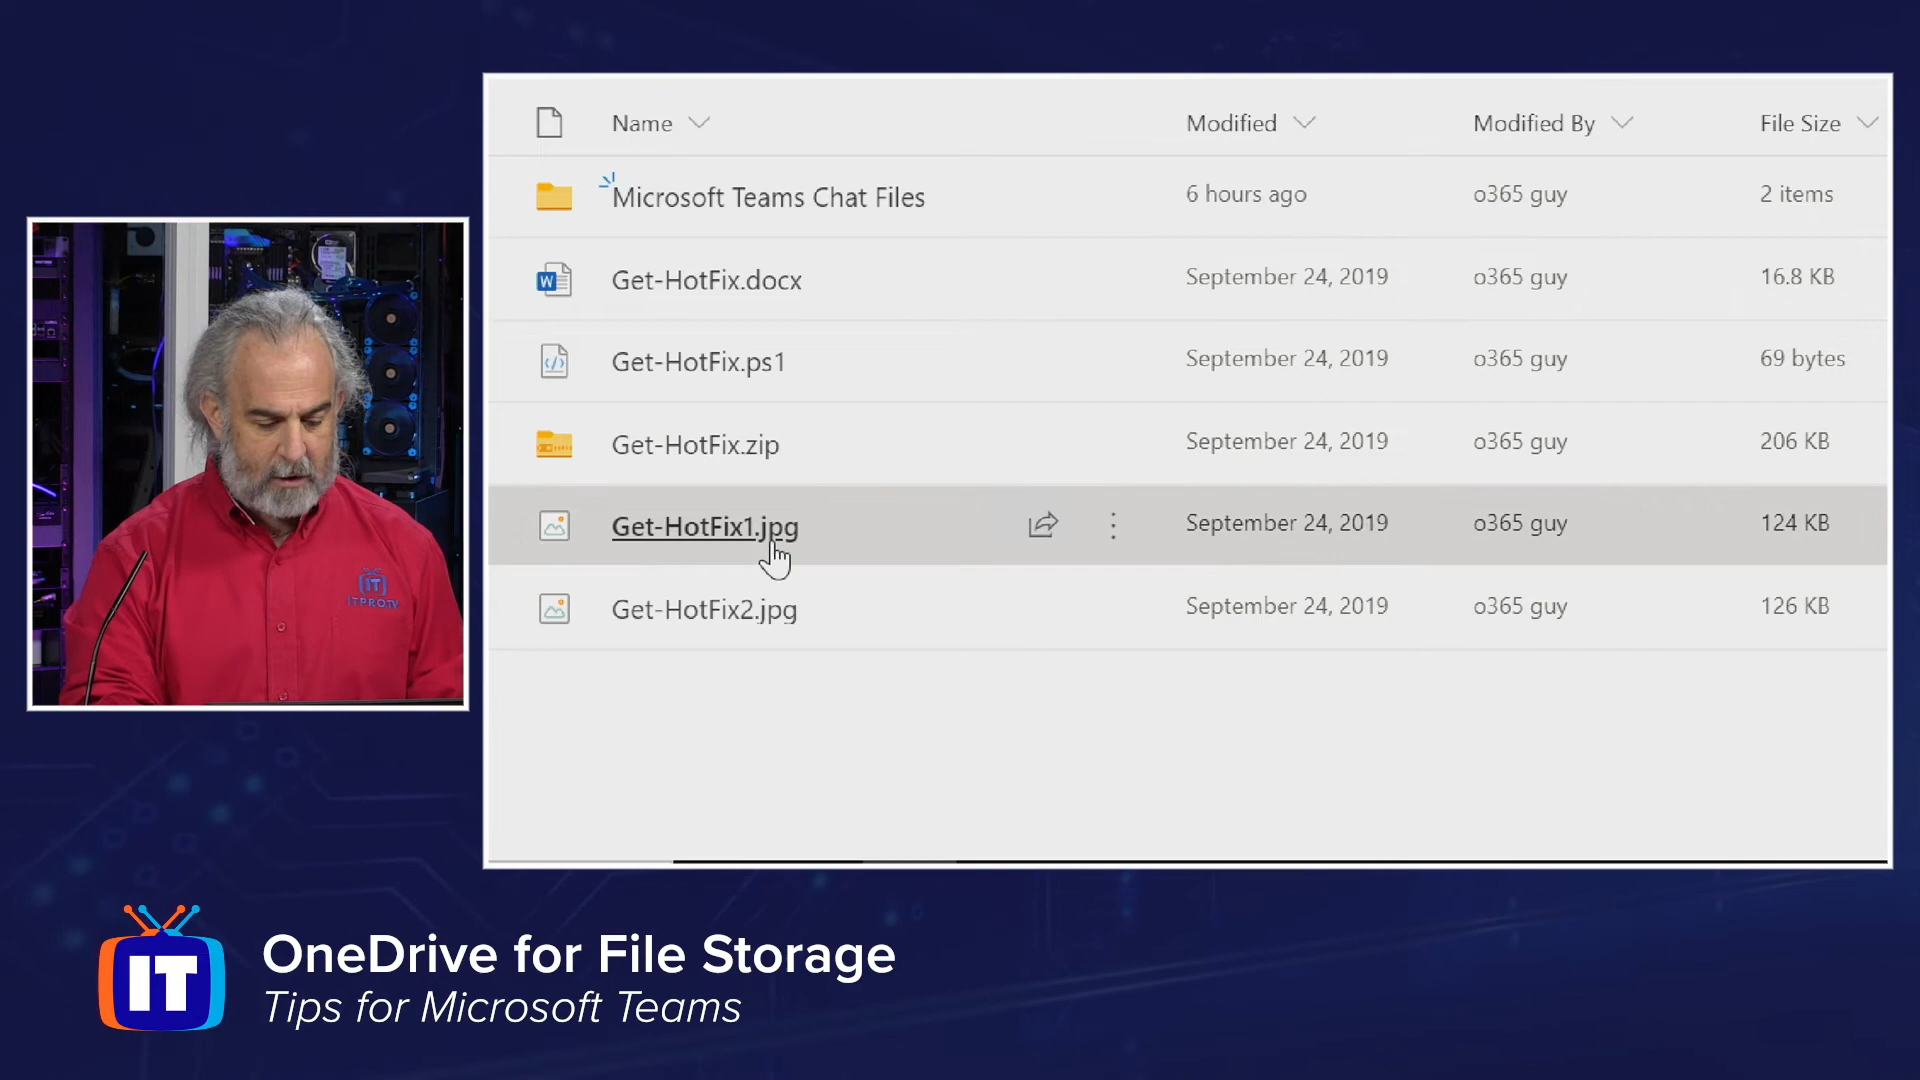 Name Modified Modified By File Size
Microsoft Teams Chat Files 6 hours ago o365 guy 2 items
Get-HotFix.docx September 24, 2019 o365 guy 16.8 KB
Get-HotFix.ps1 September 24, 2019 o365 guy 69 bytes
Get-HotFix.zip September 24, 2019 o365 guy 206 KB
Get-HotFix1.jpg September 24, 2019 o365 guy 124 KB
Get-HotFix2.jpg September 24, 2019 o365 guy 126 KB
W
IT
ITPROTV
IT
OneDrive for File Storage
Tips for Microsoft Teams